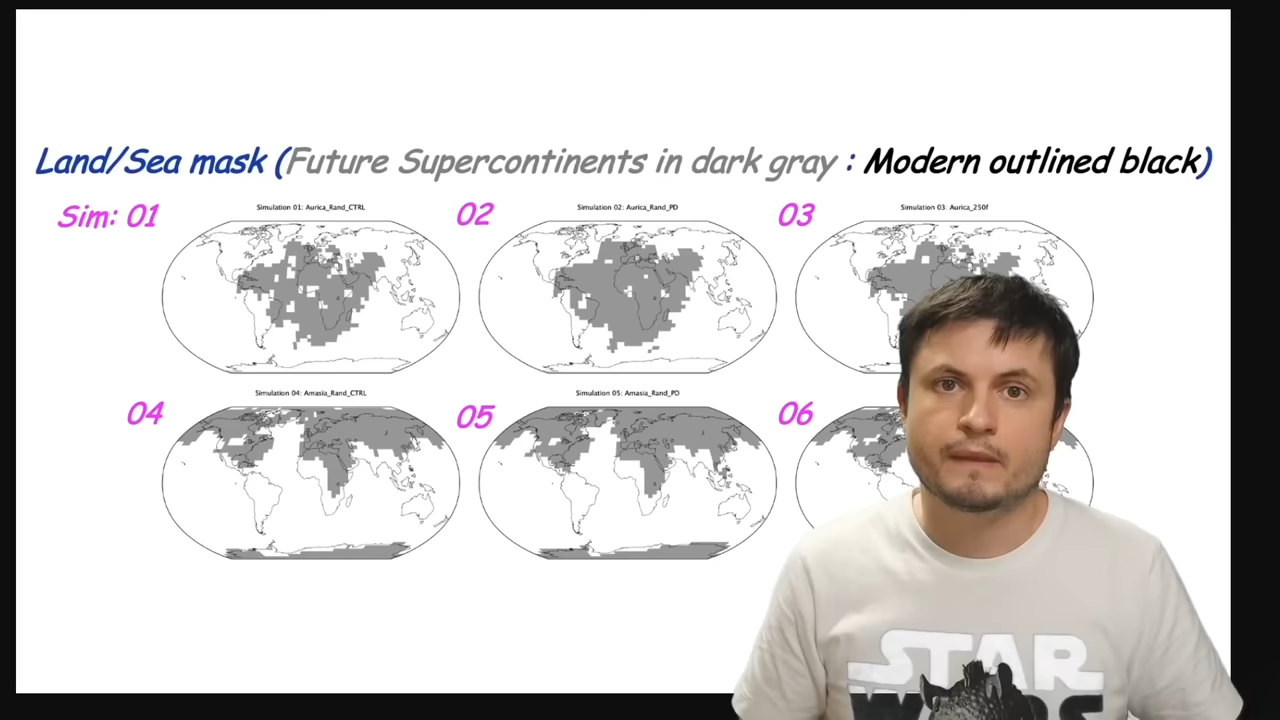 Land/Sea mask (Future Supercontinents in dark gray : Modern outlined black)
Sim: 01
Simulation 01: Aurica_Rand_CTRL
02
Simulation 02: Aurica_Rand_PD
03
Simulation 03: Aurica_250f
04
Simulation 04: Amasia_Rand_CTRL
05
Simulation 05: Amasia_Rand_PD
06
STAR
WARS